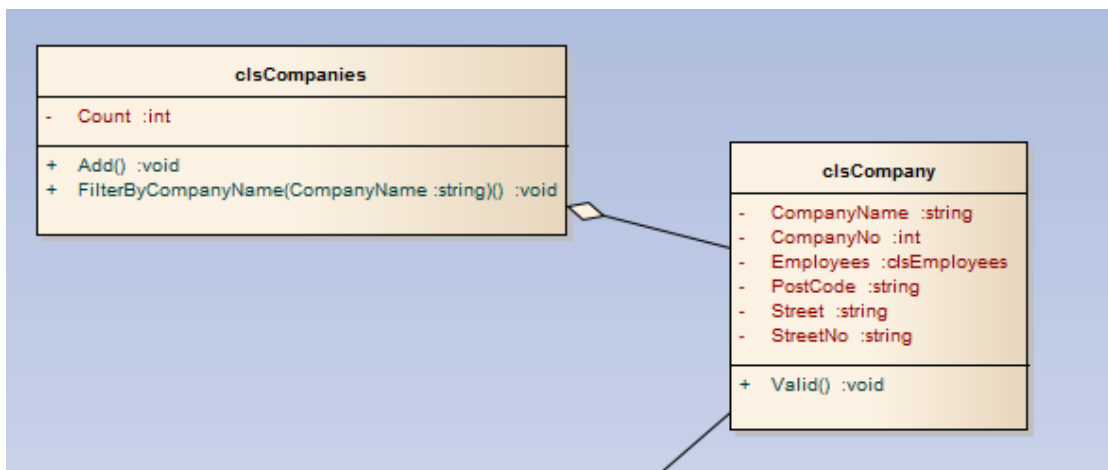 clsCompanies
- Count :int
+ Add() :void
+ FilterByCompanyName(CompanyName :string)() :void
clsCompany
- CompanyName :string
- CompanyNo :int
- Employees :clsEmployees
- PostCode :string
- Street :string
- StreetNo :string
+ Valid() :void